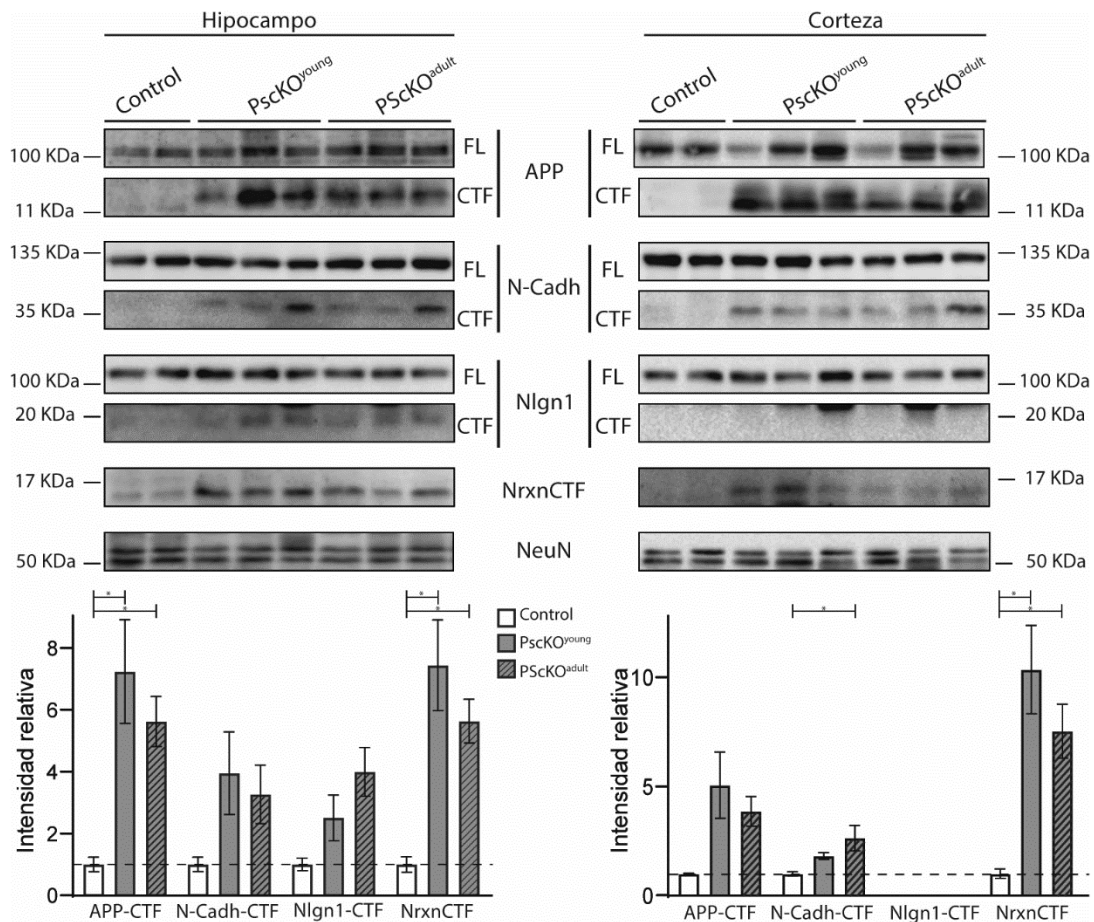 Hipocampo
Corteza
Control PscKO^young PScKO^adult
Control PscKO^young PScKO^adult
100 KDa FL APP FL 100 KDa
11 KDa CTF CTF 11 KDa
135 KDa FL N-Cadh FL 135 KDa
35 KDa CTF CTF 35 KDa
100 KDa FL Nlgn1 FL 100 KDa
20 KDa CTF CTF 20 KDa
17 KDa NrxnCTF 17 KDa
50 KDa NeuN 50 KDa
* * * *
Control
PscKO^young
PScKO^adult
* * *
Intensidad relativa
8
6
4
2
0
APP-CTF N-Cadh-CTF Nlgn1-CTF NrxnCTF
Intensidad relativa
10
5
0
APP-CTF N-Cadh-CTF Nlgn1-CTF NrxnCTF